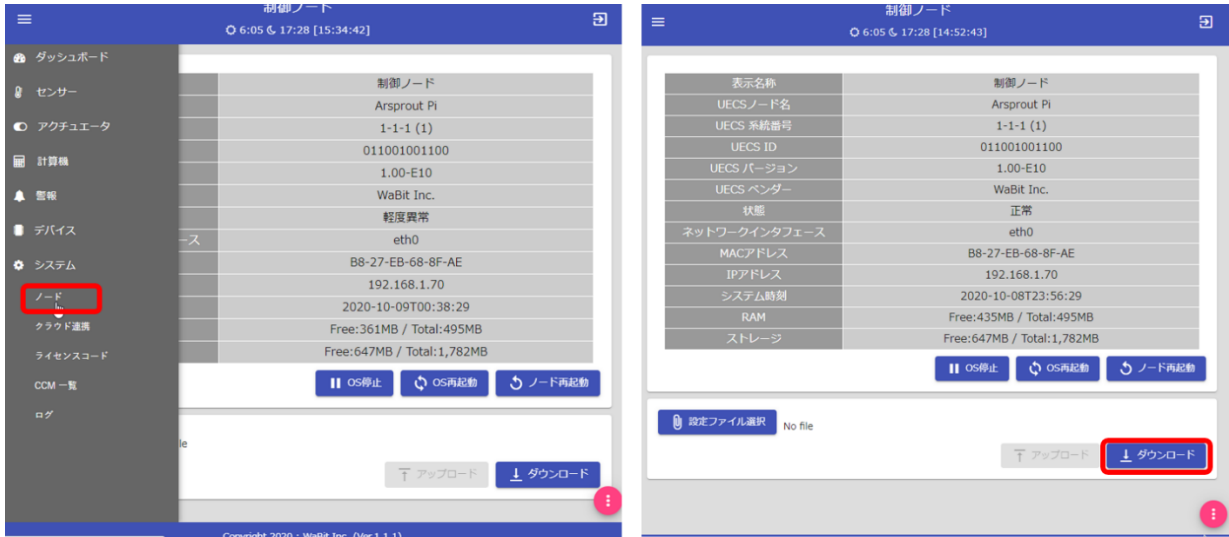 制御ノード
6:05 17:28 [15:34:42]
ダッシュボード
センサー
アクチュエータ
計算機
警報
デバイス
システム
ノード
クラウド連携
ライセンスコード
CCM 一覧
ログ
制御ノード
Arsprout Pi
1-1-1 (1)
011001001100
1.00-E10
WaBit Inc.
軽度異常
ース eth0
B8-27-EB-68-8F-AE
192.168.1.70
2020-10-09T00:38:29
Free:361MB / Total:495MB
Free:647MB / Total:1,782MB
OS停止 OS再起動 ノード再起動
le
アップロード ダウンロード
Copyright 2020 - WaBit Inc. (Ver.1.1.1)
制御ノード
6:05 17:28 [14:52:43]
表示名称 制御ノード
UECSノード名 Arsprout Pi
UECS 系統番号 1-1-1 (1)
UECS ID 011001001100
UECS バージョン 1.00-E10
UECS ベンダー WaBit Inc.
状態 正常
ネットワークインタフェース eth0
MACアドレス B8-27-EB-68-8F-AE
IPアドレス 192.168.1.70
システム時刻 2020-10-08T23:56:29
RAM Free:435MB / Total:495MB
ストレージ Free:647MB / Total:1,782MB
OS停止 OS再起動 ノード再起動
設定ファイル選択 No file
アップロード ダウンロード